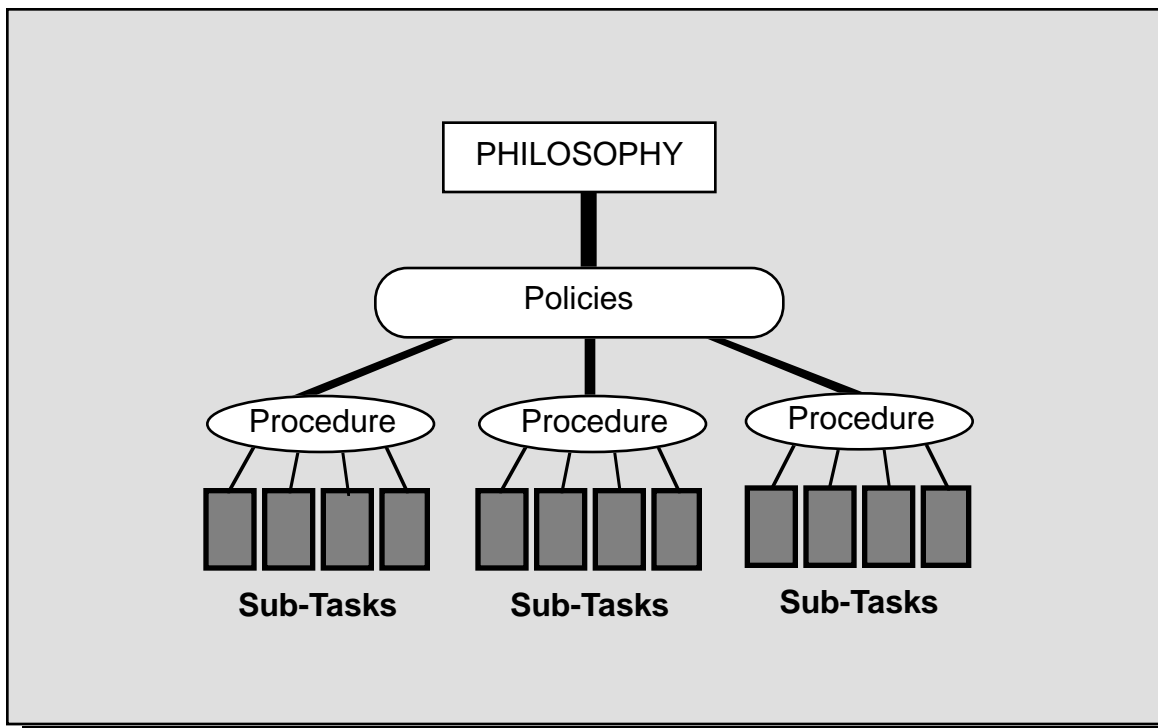 PHILOSOPHY
Policies
Procedure
Procedure
Procedure
Sub-Tasks
Sub-Tasks
Sub-Tasks